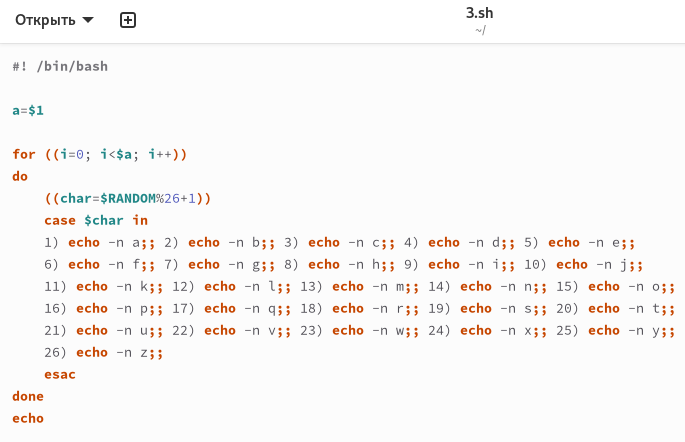 Открыть
3.sh
~/
#! /bin/bash
a=$1
for ((i=0; i<$a; i++))
do
((char=$RANDOM%26+1))
case $char in
1) echo -n a;; 2) echo -n b;; 3) echo -n c;; 4) echo -n d;; 5) echo -n e;;
6) echo -n f;; 7) echo -n g;; 8) echo -n h;; 9) echo -n i;; 10) echo -n j;;
11) echo -n k;; 12) echo -n l;; 13) echo -n m;; 14) echo -n n;; 15) echo -n o;;
16) echo -n p;; 17) echo -n q;; 18) echo -n r;; 19) echo -n s;; 20) echo -n t;;
21) echo -n u;; 22) echo -n v;; 23) echo -n w;; 24) echo -n x;; 25) echo -n y;;
26) echo -n z;;
esac
done
echo